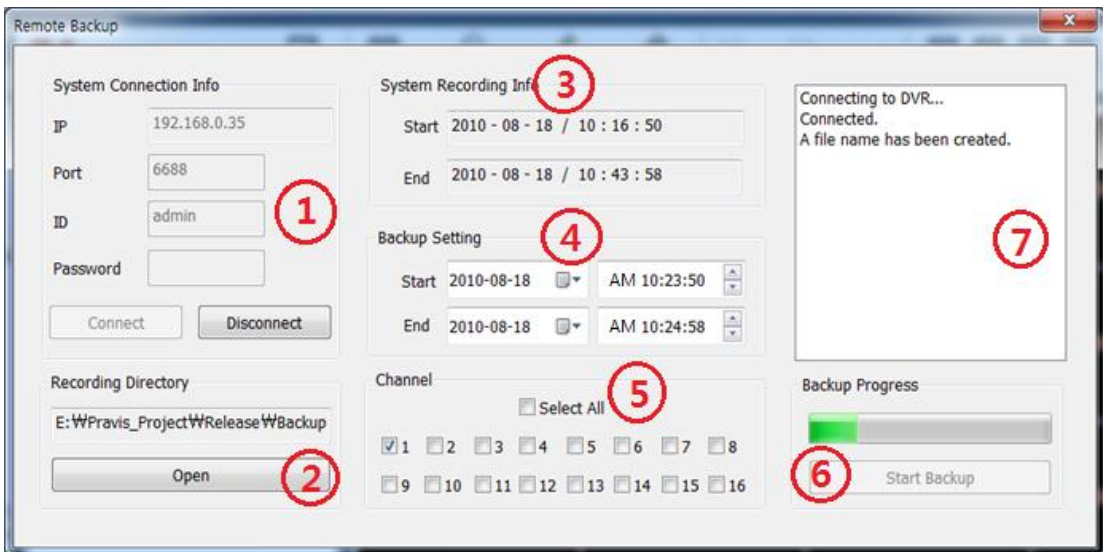 Remote Backup
System Connection Info
IP 192.168.0.35
Port 6688
ID admin
Password
Connect Disconnect
Recording Directory
E:₩Pravis_Project₩Release₩Backup
Open
1
2
System Recording Info
3
Start 2010 - 08 - 18 / 10 : 16 : 50
End 2010 - 08 - 18 / 10 : 43 : 58
Backup Setting
4
Start 2010-08-18 AM 10:23:50
End 2010-08-18 AM 10:24:58
Channel
5
Select All
1 2 3 4 5 6 7 8
9 10 11 12 13 14 15 16
Connecting to DVR...
Connected.
A file name has been created.
7
Backup Progress
6
Start Backup